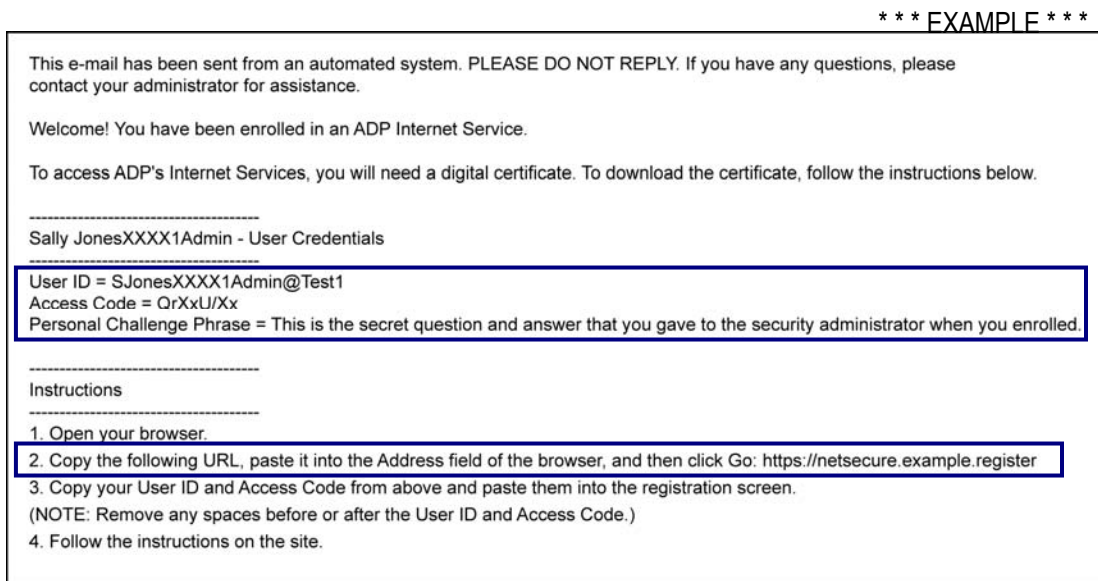 * * * EXAMPLE * * *
This e-mail has been sent from an automated system. PLEASE DO NOT REPLY. If you have any questions, please
contact your administrator for assistance.
Welcome! You have been enrolled in an ADP Internet Service.
To access ADP's Internet Services, you will need a digital certificate. To download the certificate, follow the instructions below.
--------------------------------------
Sally JonesXXXX1Admin - User Credentials
--------------------------------------
User ID = SJonesXXXX1Admin@Test1
Access Code = QrXxU/Xx
Personal Challenge Phrase = This is the secret question and answer that you gave to the security administrator when you enrolled.
--------------------------------------
Instructions
--------------------------------------
1. Open your browser.
2. Copy the following URL, paste it into the Address field of the browser, and then click Go: https://netsecure.example.register
3. Copy your User ID and Access Code from above and paste them into the registration screen.
(NOTE: Remove any spaces before or after the User ID and Access Code.)
4. Follow the instructions on the site.